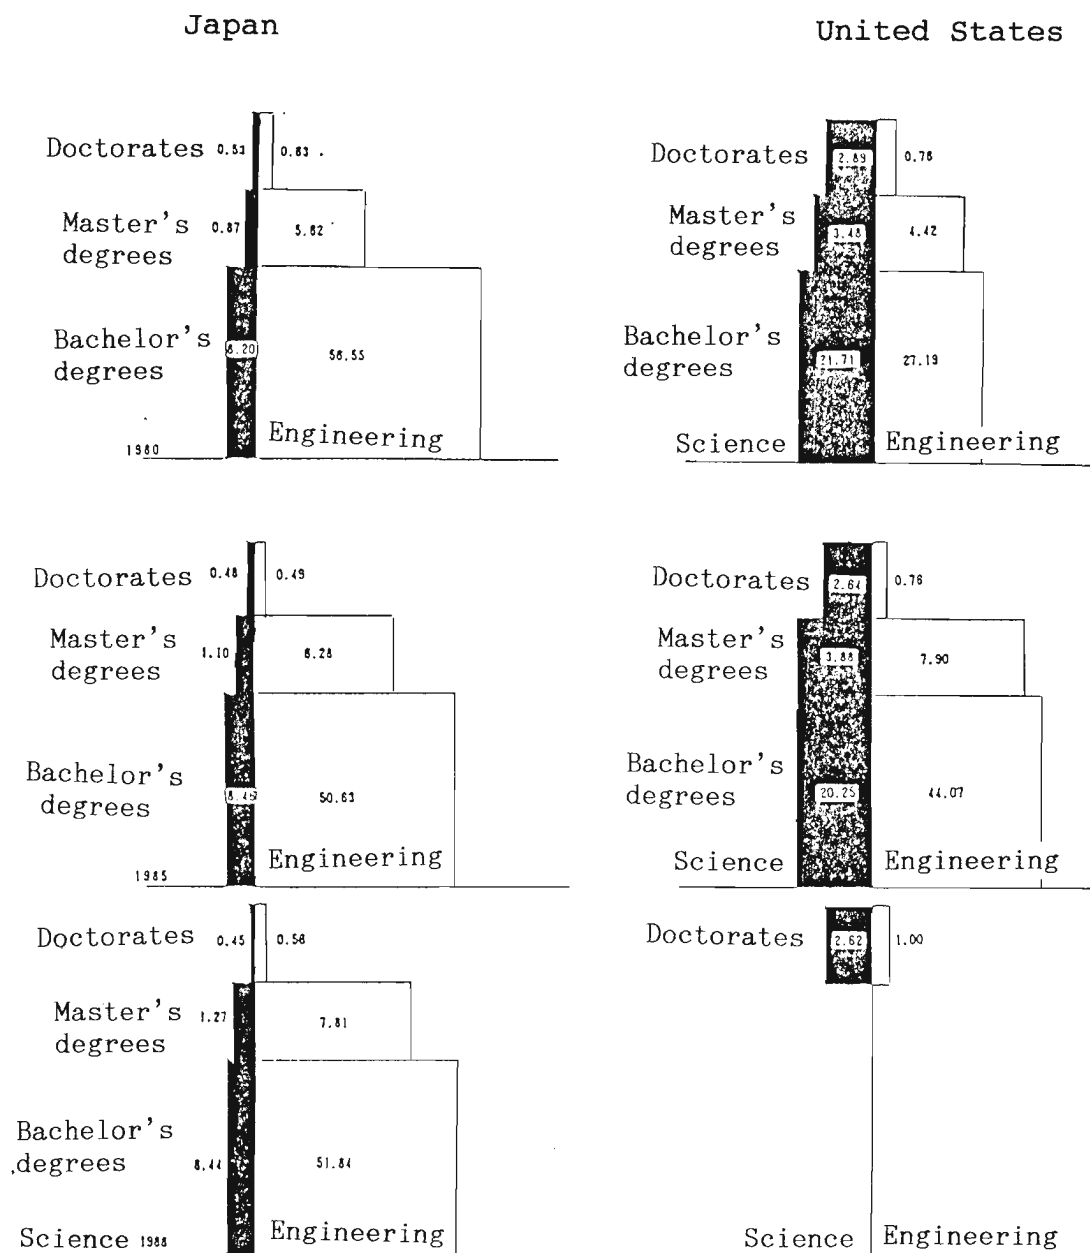 Japan
United States
Doctorates 0.53 0.63
Master's 0.87 5.62
degrees
Bachelor's 8.20 56.55
degrees
1980 Engineering
Doctorates 2.89 0.76
Master's 3.48 4.42
degrees
Bachelor's 21.71 27.19
degrees
Science Engineering
Doctorates 0.48 0.49
Master's 1.10 6.28
degrees
Bachelor's 50.63
degrees
1985 Engineering
Doctorates 2.64 0.76
Master's 3.88 7.90
degrees
Bachelor's 20.25 44.07
degrees
Science Engineering
Doctorates 0.45 0.56
Master's 1.27 7.81
degrees
Bachelor's 8.44 51.84
degrees
Science 1988 Engineering
Doctorates 2.62 1.00
Science Engineering